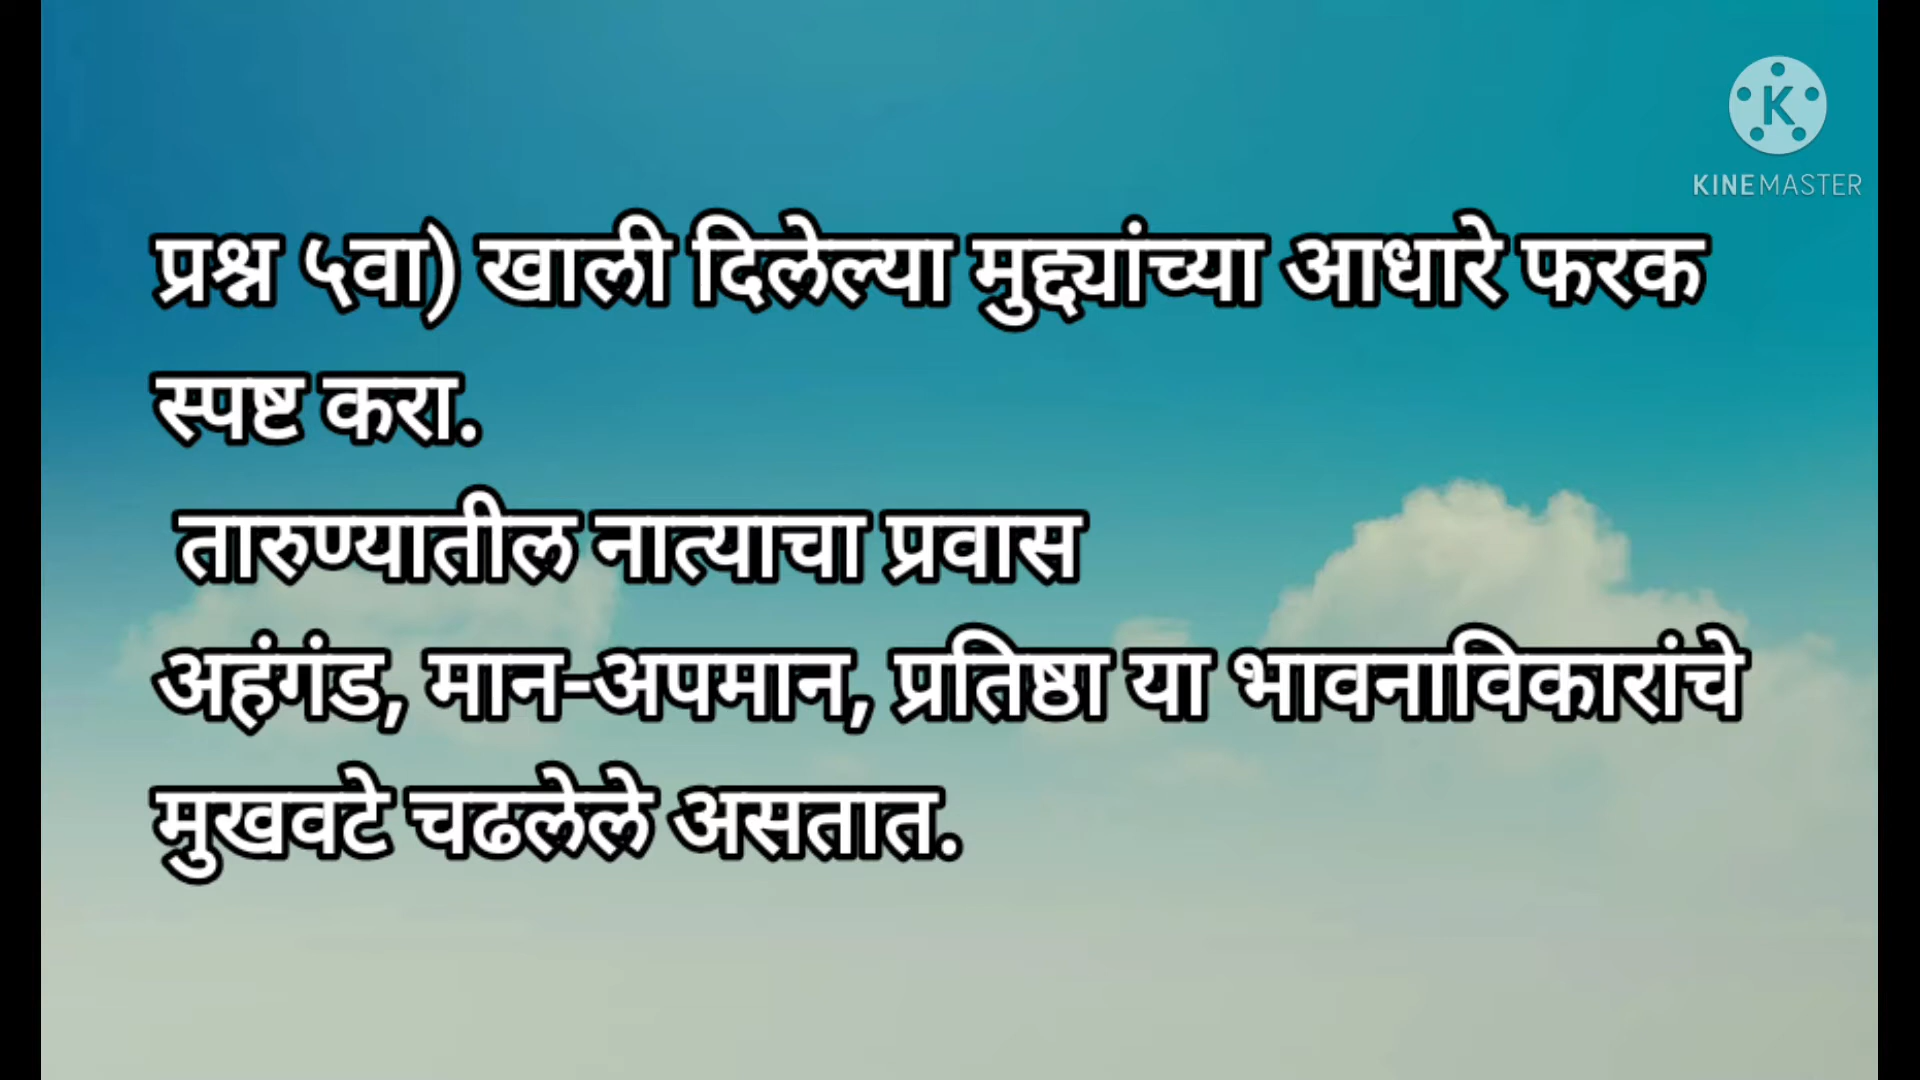 KINEMASTER
प्रश्न ५वा) खाली दिलेल्या मुद्द्यांच्या आधारे फरक
स्पष्ट करा.
तारुण्यातील नात्याचा प्रवास
अहंगंड, मान-अपमान, प्रतिष्ठा या भावनाविकारांचे
मुखवटे चढलेले असतात.